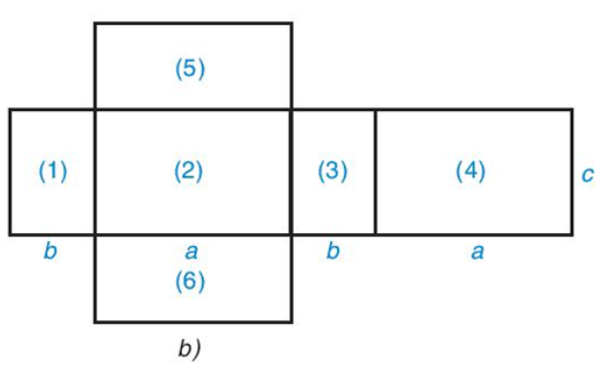 (5)
(1) (2) (3) (4) c
b a b a
(6)
b)